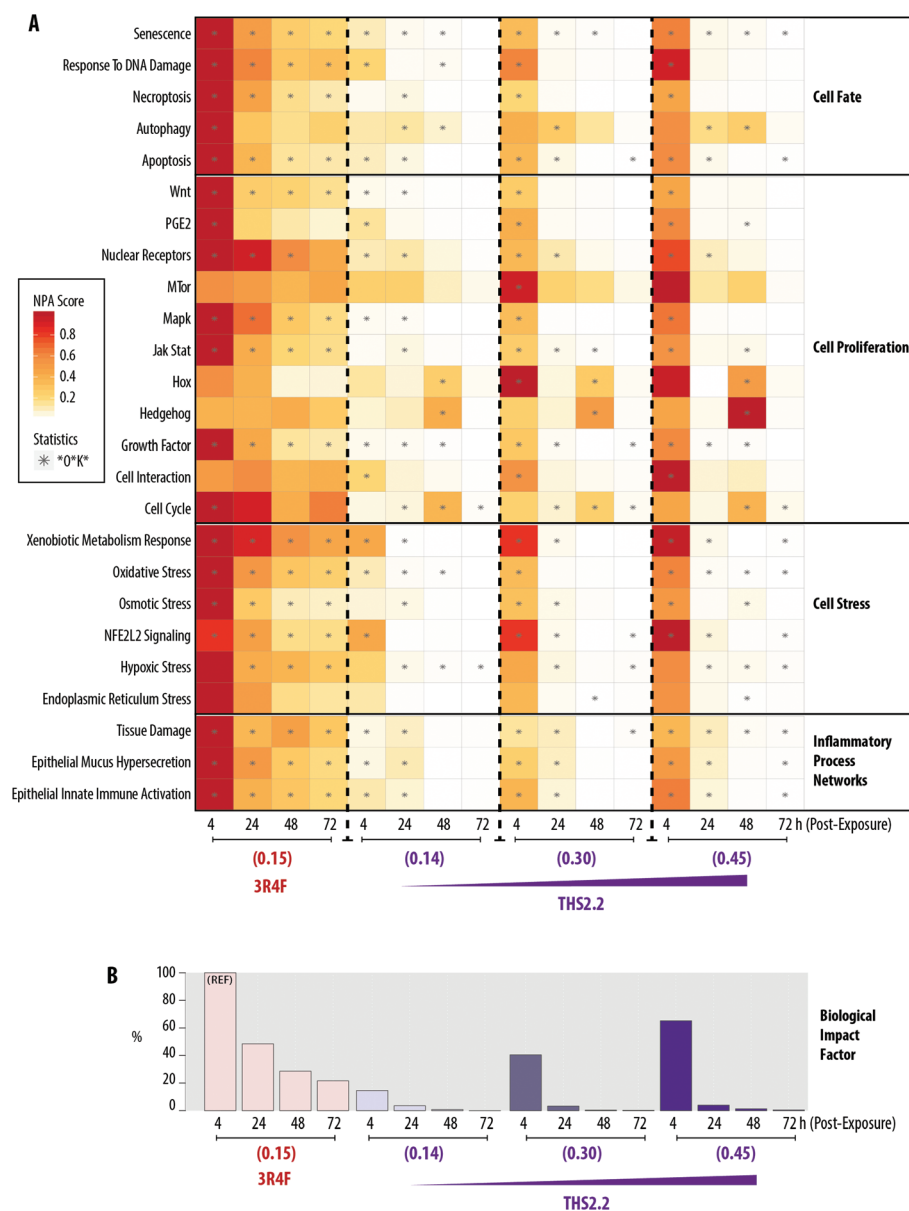 A
Senescence
Response To DNA Damage
Necroptosis
Autophagy
Apoptosis
Cell Fate
Wnt
PGE2
Nuclear Receptors
MTor
Mapk
Jak Stat
Hox
Hedgehog
Growth Factor
Cell Interaction
Cell Cycle
Cell Proliferation
Xenobiotic Metabolism Response
Oxidative Stress
Osmotic Stress
NFE2L2 Signaling
Hypoxic Stress
Endoplasmic Reticulum Stress
Cell Stress
Tissue Damage
Epithelial Mucus Hypersecretion
Epithelial Innate Immune Activation
Inflammatory
Process
Networks
NPA Score
0.8
0.6
0.4
0.2
Statistics
*O*K*
4 24 48 72 4 24 48 72 4 24 48 72 4 24 48 72 h (Post-Exposure)
(0.15) (0.14) (0.30) (0.45)
3R4F
THS2.2
B
100
80
60
40
20
0
%
(REF)
Biological
Impact
Factor
4 24 48 72 4 24 48 72 4 24 48 72 4 24 48 72 h (Post-Exposure)
(0.15) (0.14) (0.30) (0.45)
3R4F
THS2.2